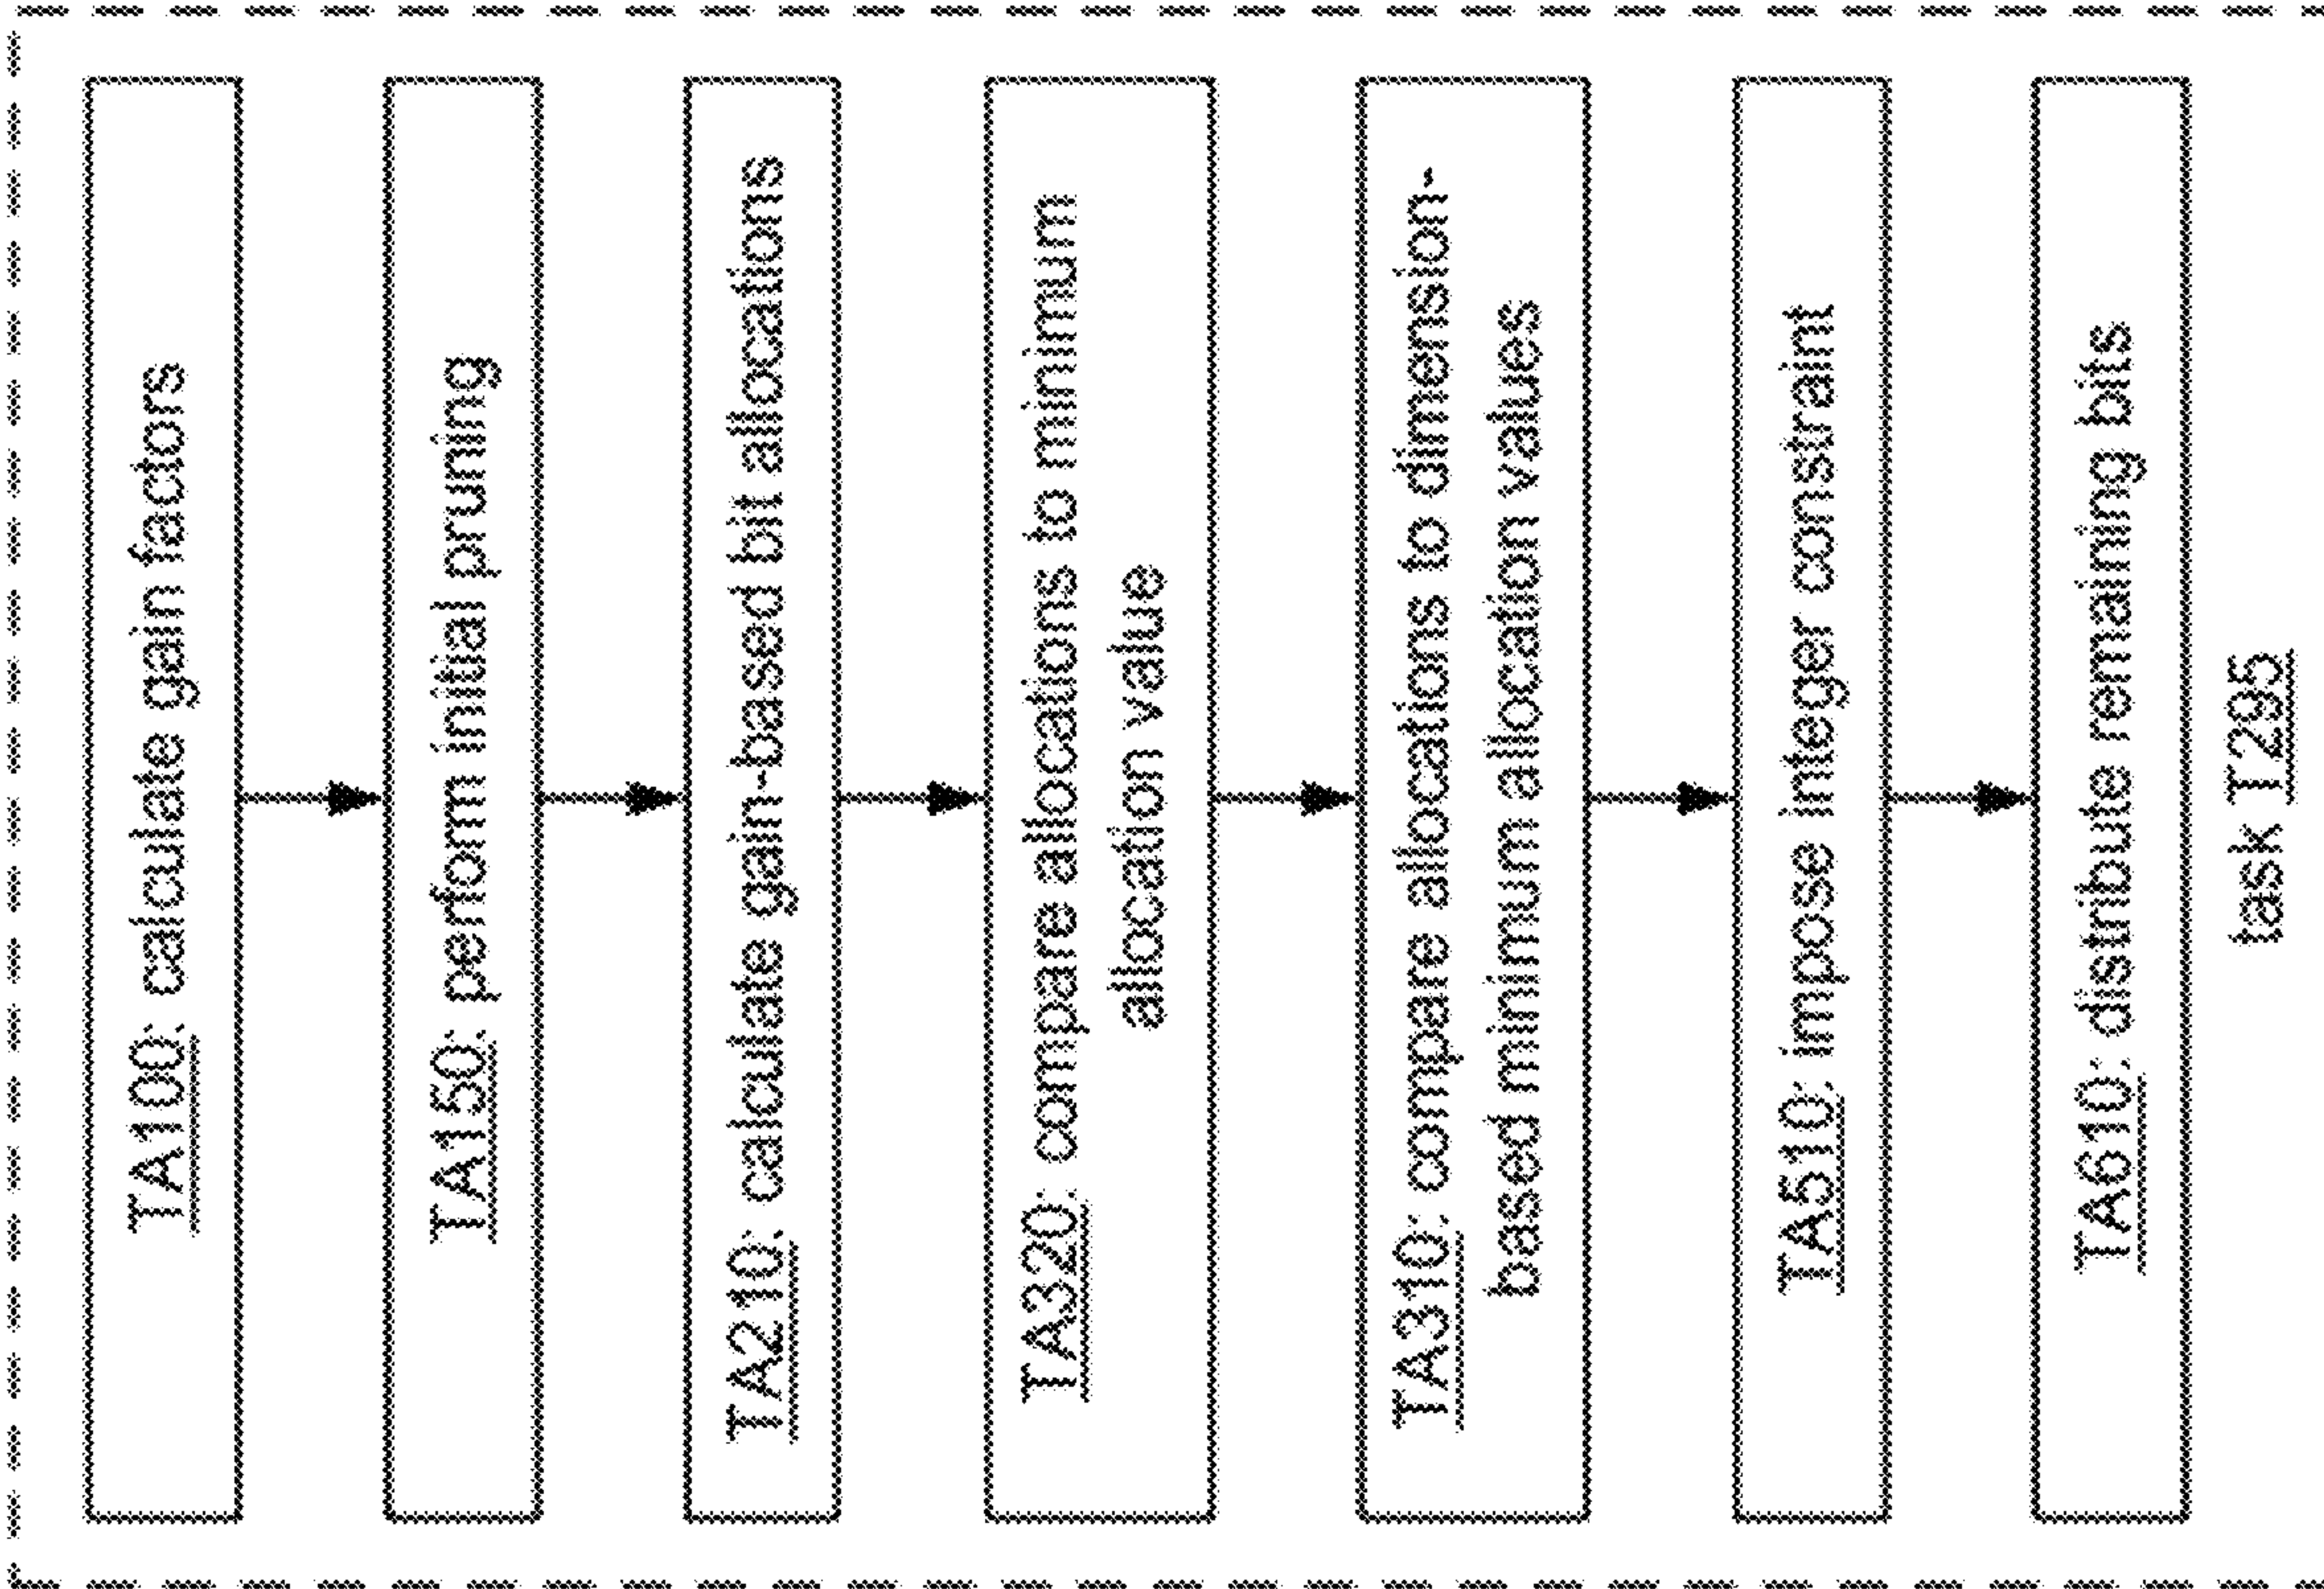 TA100: calculate gain factors
TA150: perform initial pruning
TA210: calculate gain-based bit allocations
TA320: compare allocations to minimum
allocation value
TA310: compare allocations to dimension-
based minimum allocation values
TA510: impose integer constraint
TA610: distribute remaining bits
task T295